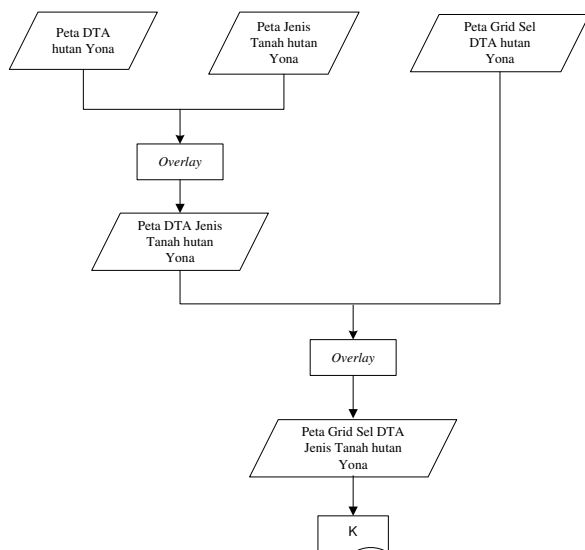 Peta DTA
hutan Yona
Peta Jenis
Tanah hutan
Yona
Peta Grid Sel
DTA hutan
Yona
Overlay
Peta DTA Jenis
Tanah hutan
Yona
Overlay
Peta Grid Sel DTA
Jenis Tanah hutan
Yona
K